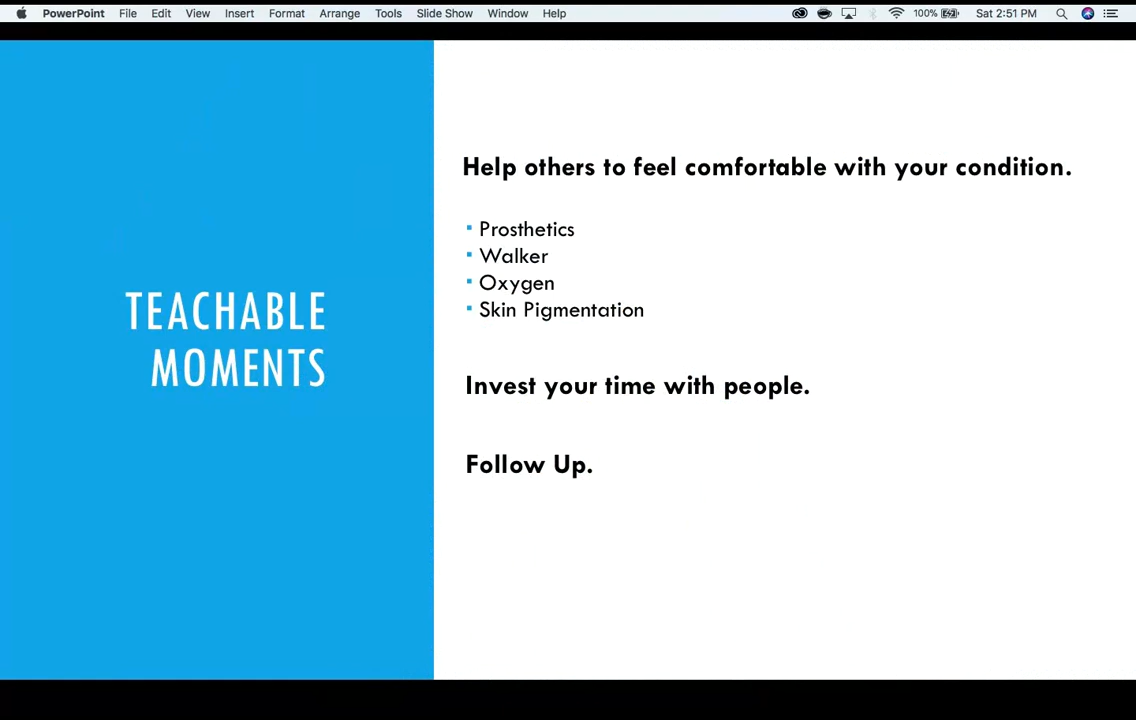 PowerPoint File Edit View Insert Format Arrange Tools Slide Show Window Help 100% Sat 2:51 PM
TEACHABLE
MOMENTS
Help others to feel comfortable with your condition.
Prosthetics
Walker
Oxygen
Skin Pigmentation
Invest your time with people.
Follow Up.